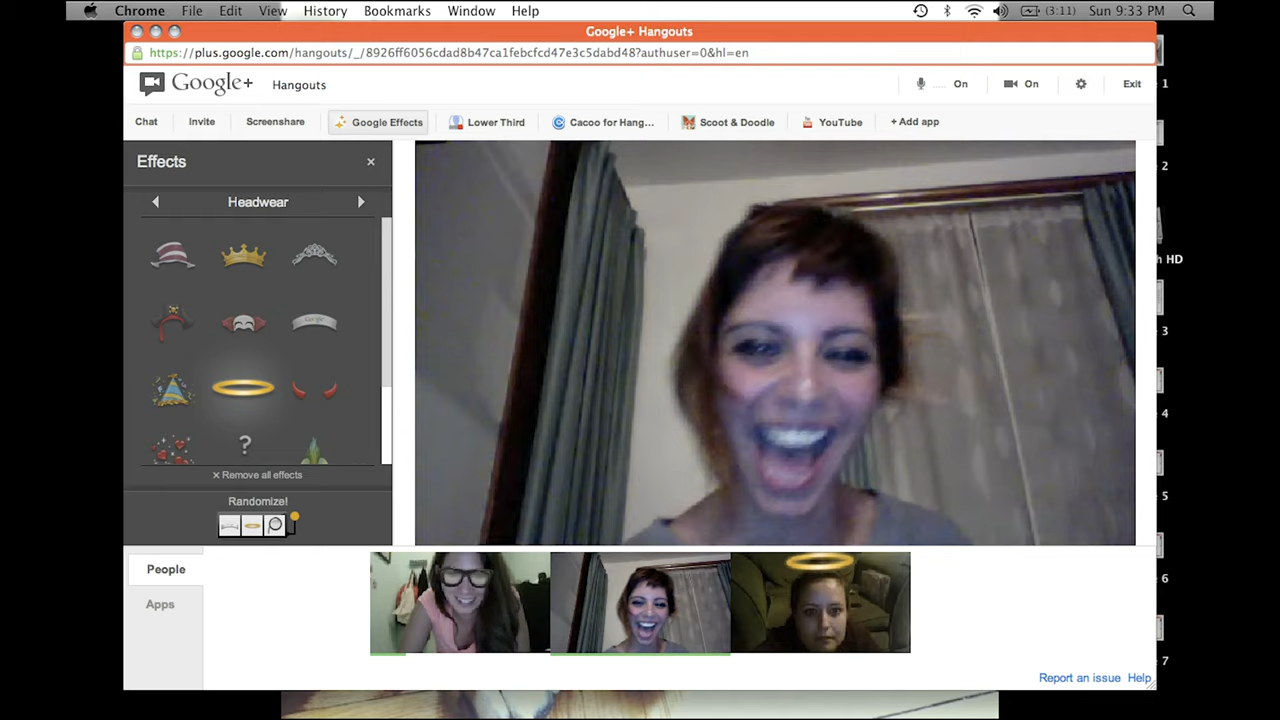 Chrome File Edit View History Bookmarks Window Help (3:11) Sun 9:33 PM
Google+ Hangouts
https://plus.google.com/hangouts/_/8926ff6056cdad8b47ca1febcfcd47e3c5dabd48?authuser=0&hl=en
Google+ Hangouts On On Exit
Chat Invite Screenshare Google Effects Lower Third Cacoo for Hang... Scoot & Doodle YouTube + Add app
Effects ×
Headwear
Google
?
× Remove all effects
Randomize!
People
Apps
Report an issue Help
1
2
h HD
3
4
5
6
7